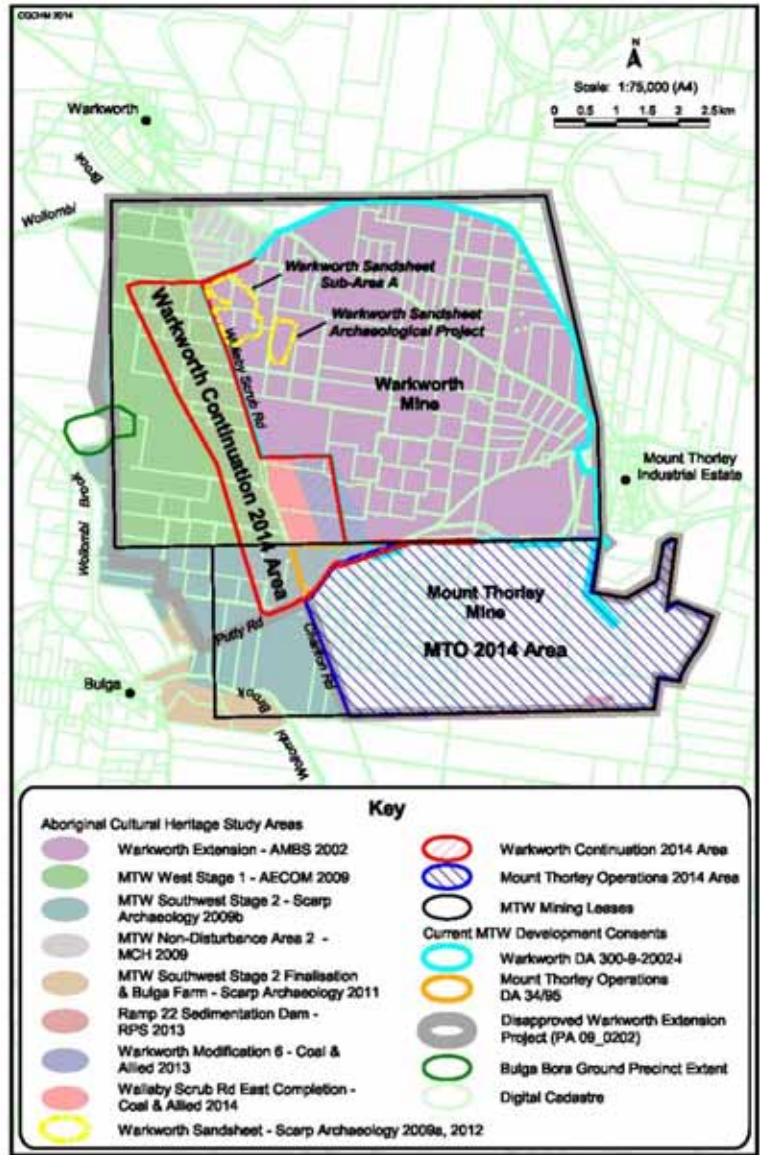 CQCHM 2014
N
Scale: 1:75,000 (A4)
0 0.5 1 1.5 2 2.5 km
Warkworth
Brook
Wollombi
Warkworth Sandsheet
Sub-Area A
Warkworth Sandsheet
Archaeological Project
Warkworth Continuation 2014 Area
Wallaby Scrub Rd
Warkworth
Mine
Mount Thorley
Industrial Estate
Wollombi Brook
Mount Thorley
Mine
MTO 2014 Area
Putty Rd
Charlton Rd
Bulga
Brook
Wollombi
Key
Aboriginal Cultural Heritage Study Areas
Warkworth Extension - AMBS 2002
MTW West Stage 1 - AECOM 2009
MTW Southwest Stage 2 - Scarp
Archaeology 2009b
MTW Non-Disturbance Area 2 -
MCH 2009
MTW Southwest Stage 2 Finalisation
& Bulga Farm - Scarp Archaeology 2011
Ramp 22 Sedimentation Dam -
RPS 2013
Warkworth Modification 6 - Coal &
Allied 2013
Wallaby Scrub Rd East Completion -
Coal & Allied 2014
Warkworth Sandsheet - Scarp Archaeology 2009a, 2012
Warkworth Continuation 2014 Area
Mount Thorley Operations 2014 Area
MTW Mining Leases
Current MTW Development Consents
Warkworth DA 300-9-2002-i
Mount Thorley Operations
DA 34/95
Disapproved Warkworth Extension
Project (PA 09_0202)
Bulga Bora Ground Precinct Extent
Digital Cadastre